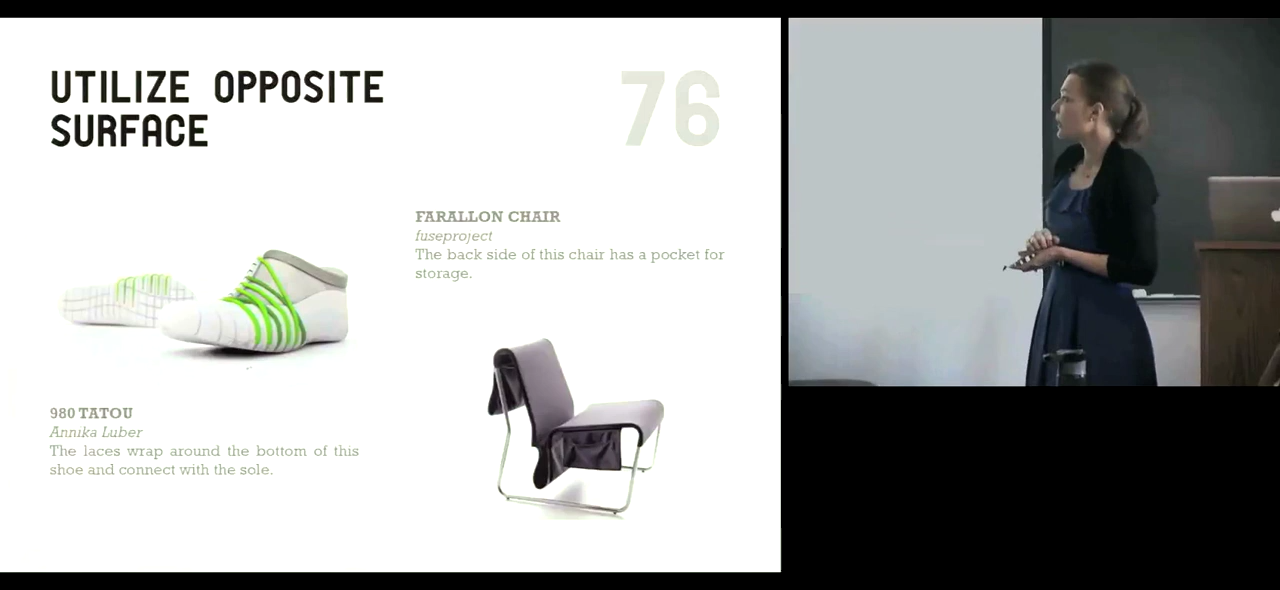 UTILIZE OPPOSITE
SURFACE
76
FARALLON CHAIR
fuseproject
The back side of this chair has a pocket for
storage.
980 TATOU
Annika Luber
The laces wrap around the bottom of this
shoe and connect with the sole.